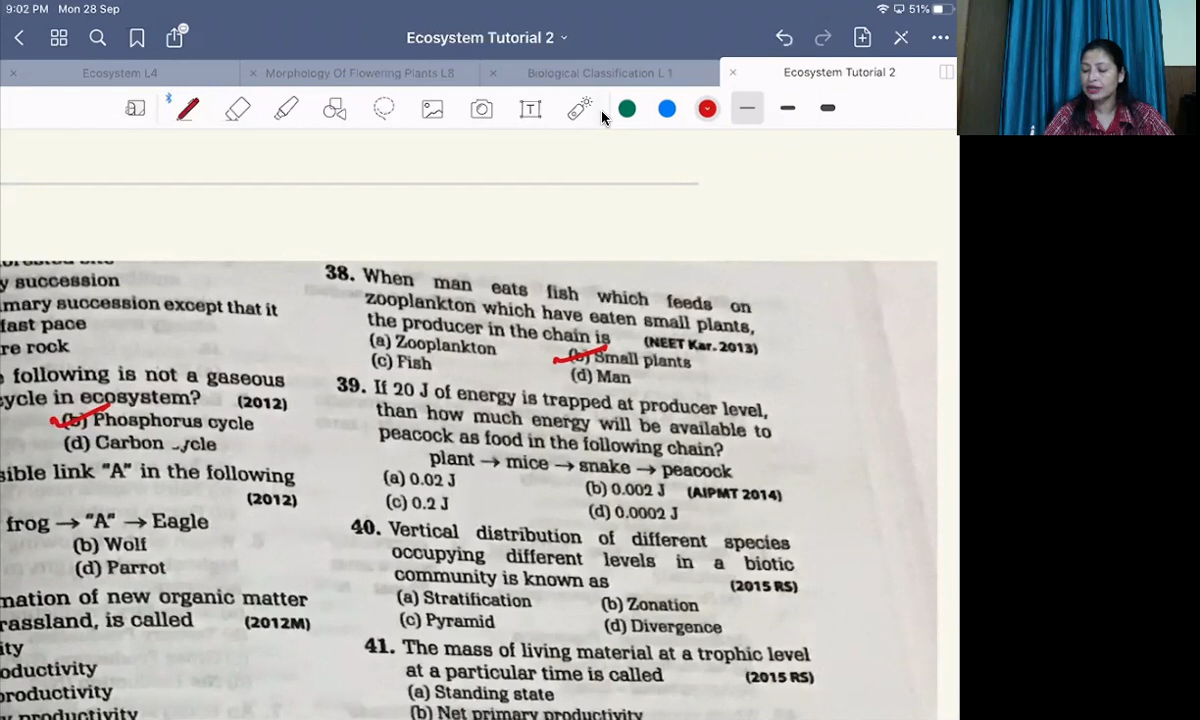 9:02 PM Mon 28 Sep
51%
Ecosystem Tutorial 2
Ecosystem L4
Morphology Of Flowering Plants L8
Biological Classification L 1
Ecosystem Tutorial 2
y succession
mary succession except that it
fast pace
re rock
following is not a gaseous
ycle in ecosystem? (2012)
(b) Phosphorus cycle
(d) Carbon cycle
sible link "A" in the following
(2012)
frog → "A" → Eagle
(b) Wolf
(d) Parrot
mation of new organic matter
rassland, is called (2012M)
ity
oductivity
productivity
y productivity
38. When man eats fish which feeds on
zooplankton which have eaten small plants,
the producer in the chain is (NEET Kar. 2013)
(a) Zooplankton (b) Small plants
(c) Fish (d) Man
39. If 20 J of energy is trapped at producer level,
than how much energy will be available to
peacock as food in the following chain?
plant → mice → snake → peacock
(a) 0.02 J (b) 0.002 J (AIPMT 2014)
(c) 0.2 J (d) 0.0002 J
40. Vertical distribution of different species
occupying different levels in a biotic
community is known as (2015 RS)
(a) Stratification (b) Zonation
(c) Pyramid (d) Divergence
41. The mass of living material at a trophic level
at a particular time is called (2015 RS)
(a) Standing state
(b) Net primary productivity